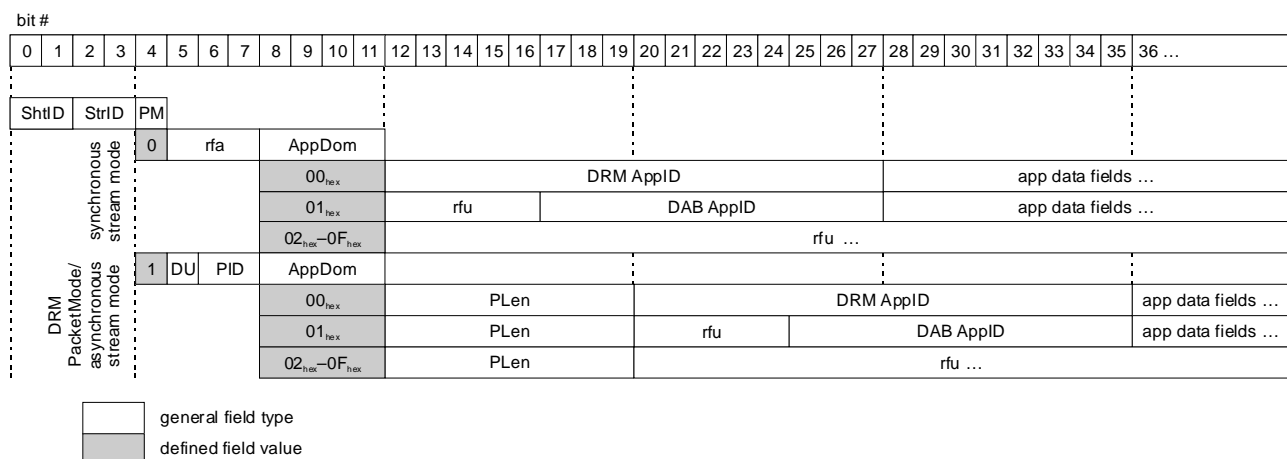 bit #
0 1 2 3 4 5 6 7 8 9 10 11 12 13 14 15 16 17 18 19 20 21 22 23 24 25 26 27 28 29 30 31 32 33 34 35 36 …
ShtID StrID PM
0 rfa AppDom
00hex DRM AppID app data fields …
01hex rfu DAB AppID app data fields …
02hex–0Fhex rfu …
synchronous
stream mode
1 DU PID AppDom
00hex PLen DRM AppID app data fields …
01hex PLen rfu DAB AppID app data fields …
02hex–0Fhex PLen rfu …
DRM
PacketMode/
asynchronous
stream mode
general field type
defined field value